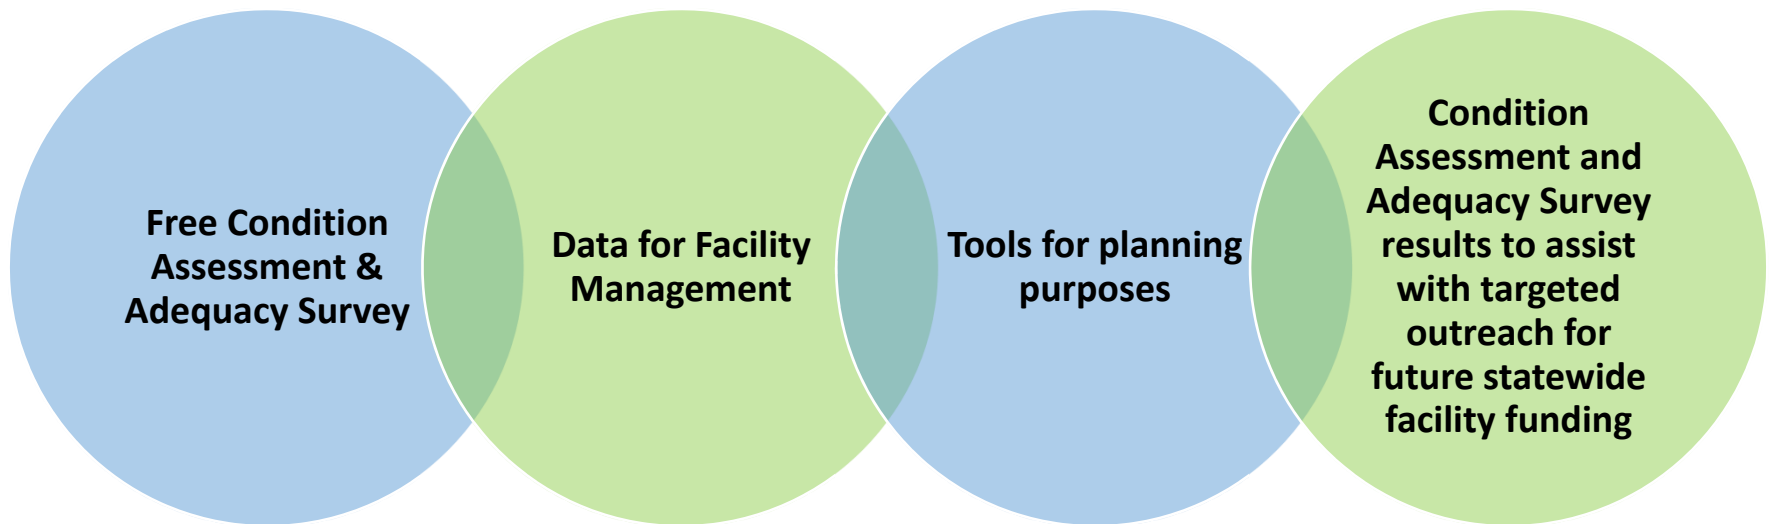 Free Condition
Assessment &
Adequacy Survey
Data for Facility
Management
Tools for planning
purposes
Condition
Assessment and
Adequacy Survey
results to assist
with targeted
outreach for
future statewide
facility funding